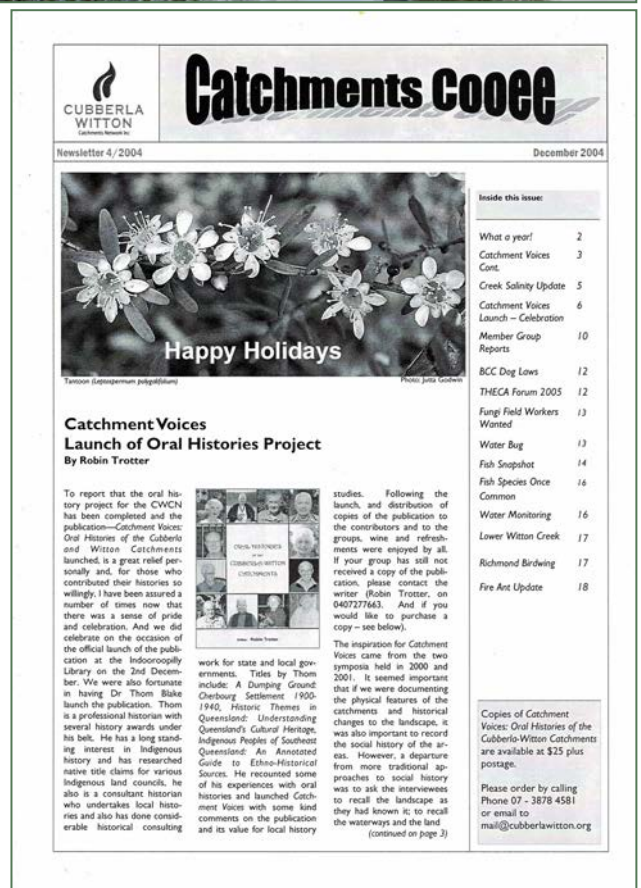 CUBBERLA
WITTON
Catchments Network Inc
Catchments Cooee
Newsletter 4/2004
December 2004
Happy Holidays
Tantoon (Leptospermum polygalifolium)
Photo: Jutta Godwin
Catchment Voices
Launch of Oral Histories Project
By Robin Trotter
To report that the oral his-
tory project for the CWCN
has been completed and the
publication—Catchment Voices:
Oral Histories of the Cubberla
and Witton Catchments
launched, is a great relief per-
sonally and, for those who
contributed their histories so
willingly, I have been assured a
number of times now that
there was a sense of pride
and celebration. And we did
celebrate on the occasion of
the official launch of the publi-
cation at the Indooroopilly
Library on the 2nd Decem-
ber. We were also fortunate
in having Dr Thom Blake
launch the publication. Thom
is a professional historian with
several history awards under
his belt. He has a long stand-
ing interest in Indigenous
history and has researched
native title claims for various
Indigenous land councils, he
also is a consultant historian
who undertakes local histo-
ries and also has done consid-
erable historical consulting
ORAL HISTORIES
OF THE
CUBBERLA-WITTON
CATCHMENTS
Editor Robin Trotter
work for state and local gov-
ernments. Titles by Thom
include: A Dumping Ground:
Cherbourg Settlement 1900-
1940, Historic Themes in
Queensland: Understanding
Queensland's Cultural Heritage,
Indigenous Peoples of Southeast
Queensland: An Annotated
Guide to Ethno-Historical
Sources. He recounted some
of his experiences with oral
histories and launched Catch-
ment Voices with some kind
comments on the publication
and its value for local history
studies. Following the
launch, and distribution of
copies of the publication to
the contributors and to the
groups, wine and refresh-
ments were enjoyed by all.
If your group has still not
received a copy of the publi-
cation, please contact the
writer (Robin Trotter, on
0407277663. And if you
would like to purchase a
copy – see below).
The inspiration for Catchment
Voices came from the two
symposia held in 2000 and
2001. It seemed important
that if we were documenting
the physical features of the
catchments and historical
changes to the landscape, it
was also important to record
the social history of the ar-
eas. However, a departure
from more traditional ap-
proaches to social history
was to ask the interviewees
to recall the landscape as
they had known it; to recall
the waterways and the land
(continued on page 3)
Inside this issue:
What a year! 2
Catchment Voices 3
Cont.
Creek Salinity Update 5
Catchment Voices 6
Launch – Celebration
Member Group 10
Reports
BCC Dog Laws 12
THECA Forum 2005 12
Fungi Field Workers 13
Wanted
Water Bug 13
Fish Snapshot 14
Fish Species Once 16
Common
Water Monitoring 16
Lower Witton Creek 17
Richmond Birdwing 17
Fire Ant Update 18
Copies of Catchment
Voices: Oral Histories of the
Cubberla-Witton Catchments
are available at $25 plus
postage.
Please order by calling
Phone 07 - 3878 4581
or email to
mail@cubberlawitton.org